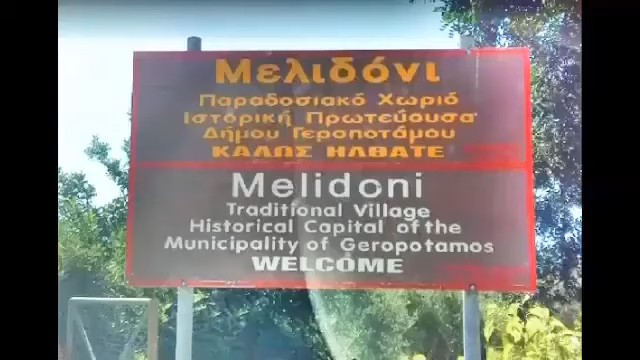 Μελιδόνι
Παραδοσιακό Χωριό
Ιστορική Πρωτεύουσα
Δήμου Γεροποτάμου
ΚΑΛΩΣ ΗΛΘΑΤΕ
Melidoni
Traditional Village
Historical Capital of the
Municipality of Geropotamos
WELCOME